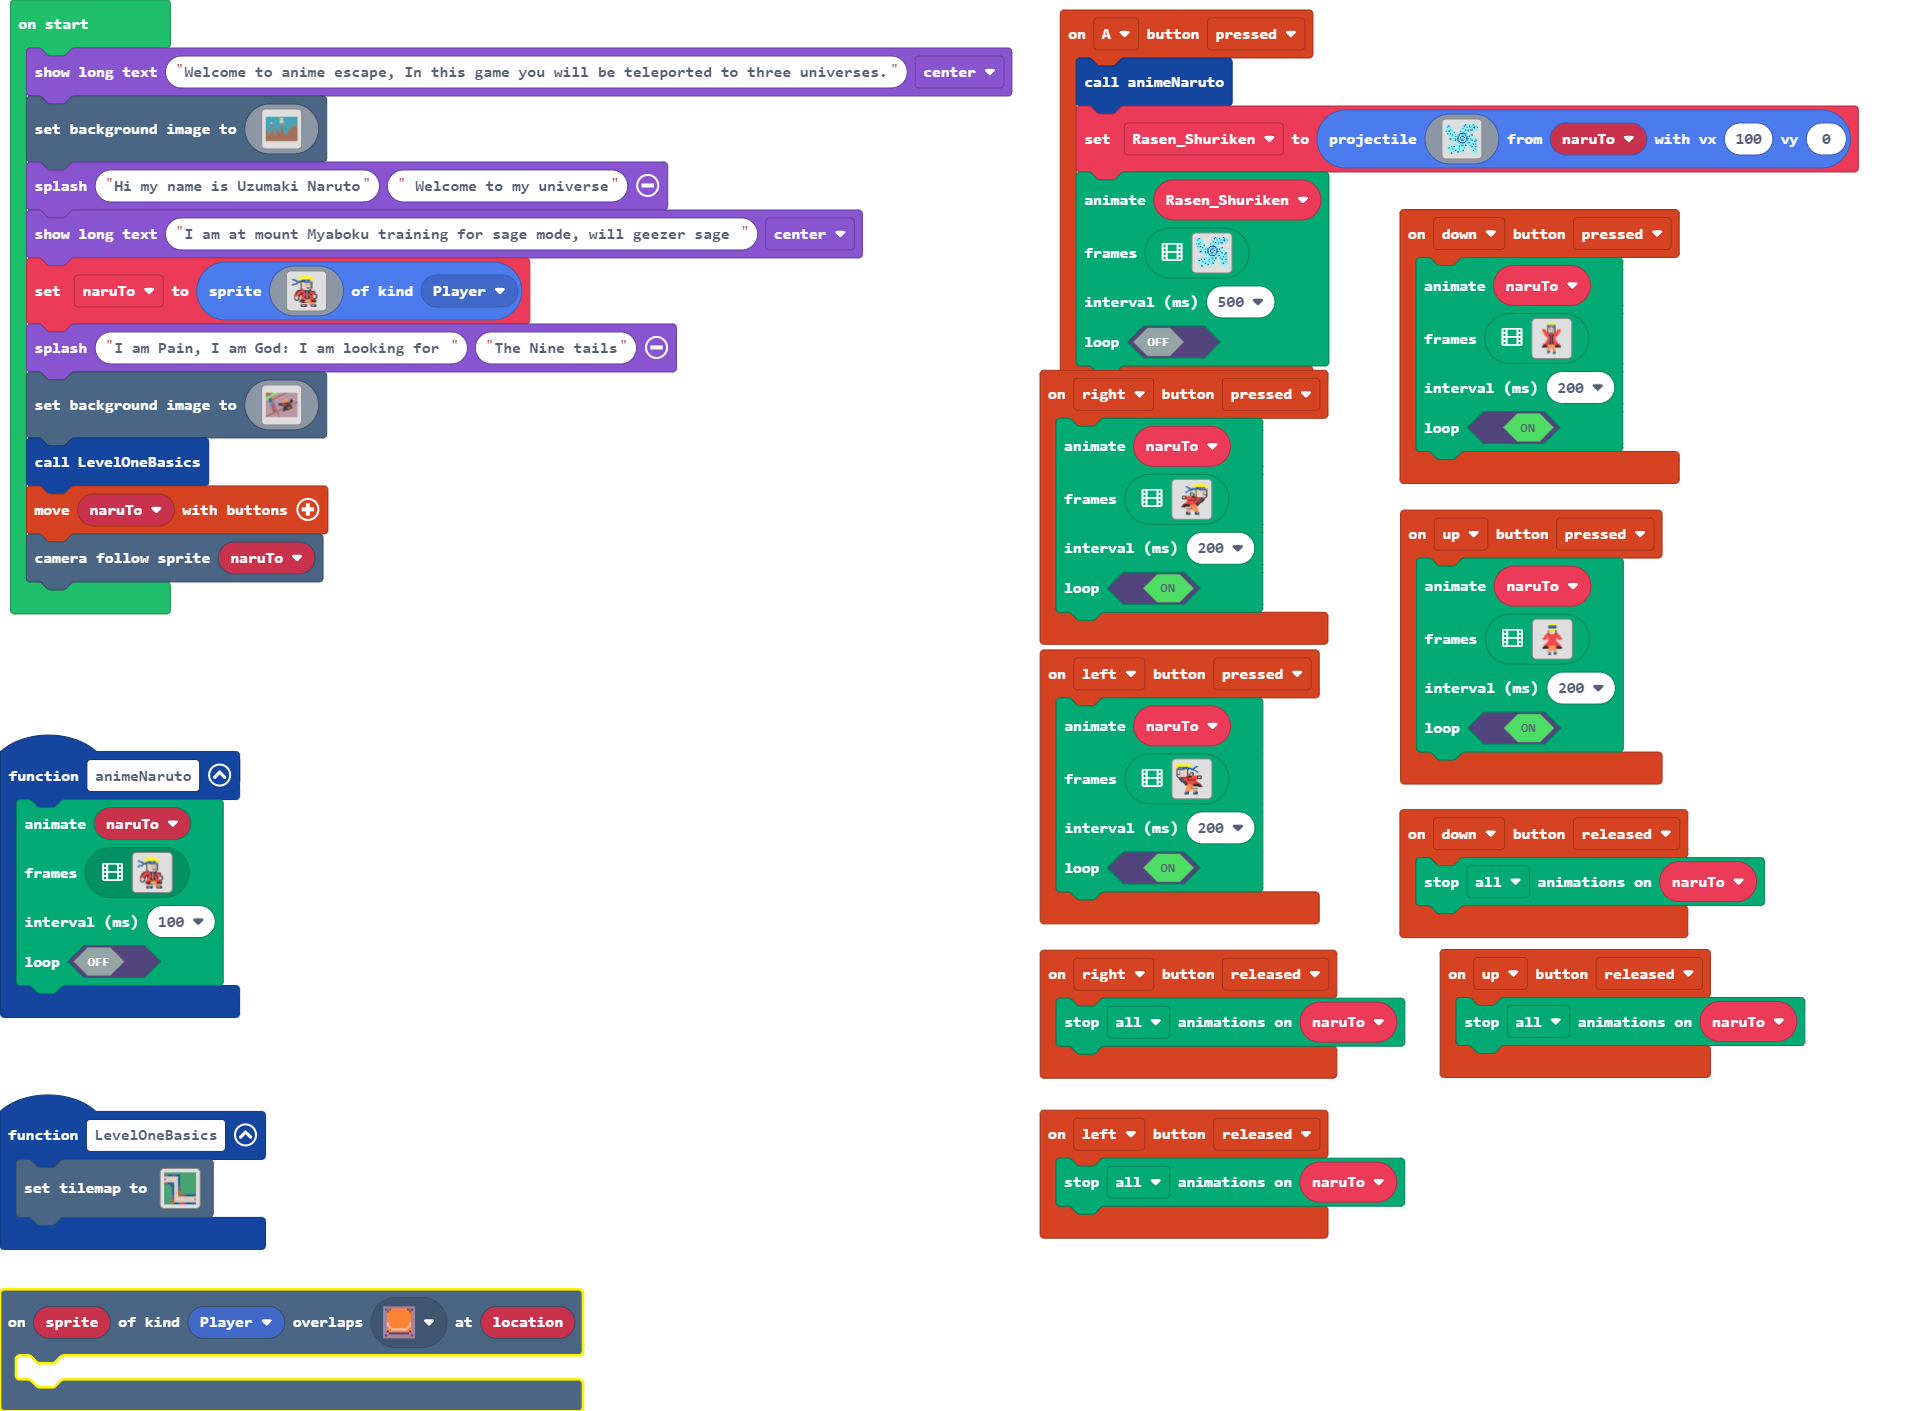 on start
show long text "Welcome to anime escape, In this game you will be teleported to three universes." center
set background image to
splash "Hi my name is Uzumaki Naruto" " Welcome to my universe"
show long text "I am at mount Myaboku training for sage mode, will geezer sage " center
set naruTo to sprite of kind Player
splash "I am Pain, I am God: I am looking for " "The Nine tails"
set background image to
call LevelOneBasics
move naruTo with buttons
camera follow sprite naruTo
function animeNaruto
animate naruTo
frames
interval (ms) 100
loop OFF
function LevelOneBasics
set tilemap to
on sprite of kind Player overlaps at location
on A button pressed
call animeNaruto
set Rasen_Shuriken to projectile from naruTo with vx 100 vy 0
animate Rasen_Shuriken
frames
interval (ms) 500
loop OFF
on right button pressed
animate naruTo
frames
interval (ms) 200
loop ON
on left button pressed
animate naruTo
frames
interval (ms) 200
loop ON
on right button released
stop all animations on naruTo
on left button released
stop all animations on naruTo
on down button pressed
animate naruTo
frames
interval (ms) 200
loop ON
on up button pressed
animate naruTo
frames
interval (ms) 200
loop ON
on down button released
stop all animations on naruTo
on up button released
stop all animations on naruTo